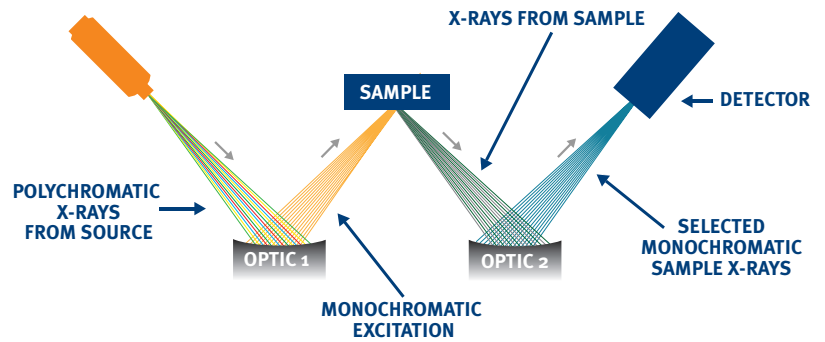 X-RAYS FROM SAMPLE
SAMPLE
DETECTOR
POLYCHROMATIC
X-RAYS
FROM SOURCE
OPTIC 1
OPTIC 2
SELECTED
MONOCHROMATIC
SAMPLE X-RAYS
MONOCHROMATIC
EXCITATION